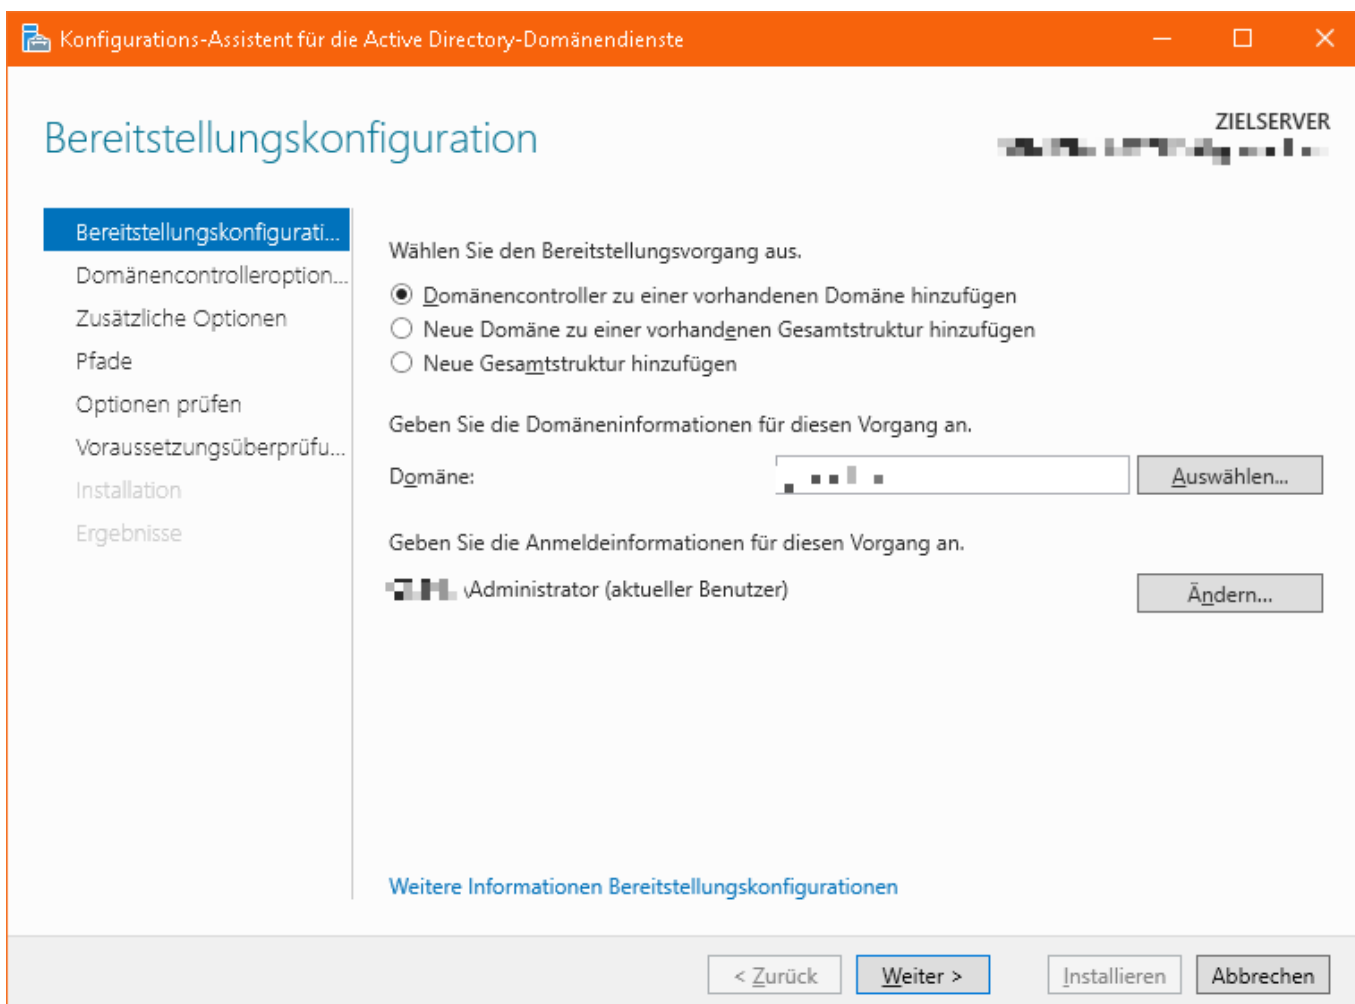 Konfigurations-Assistent für die Active Directory-Domänendienste
Bereitstellungskonfiguration
ZIELSERVER
Bereitstellungskonfigurati...
Domänencontrolleroption...
Zusätzliche Optionen
Pfade
Optionen prüfen
Voraussetzungsüberprüfu...
Installation
Ergebnisse
Wählen Sie den Bereitstellungsvorgang aus.
Domänencontroller zu einer vorhandenen Domäne hinzufügen
Neue Domäne zu einer vorhandenen Gesamtstruktur hinzufügen
Neue Gesamtstruktur hinzufügen
Geben Sie die Domäneninformationen für diesen Vorgang an.
Domäne:
Auswählen...
Geben Sie die Anmeldeinformationen für diesen Vorgang an.
\Administrator (aktueller Benutzer)
Ändern...
Weitere Informationen Bereitstellungskonfigurationen
< Zurück
Weiter >
Installieren
Abbrechen